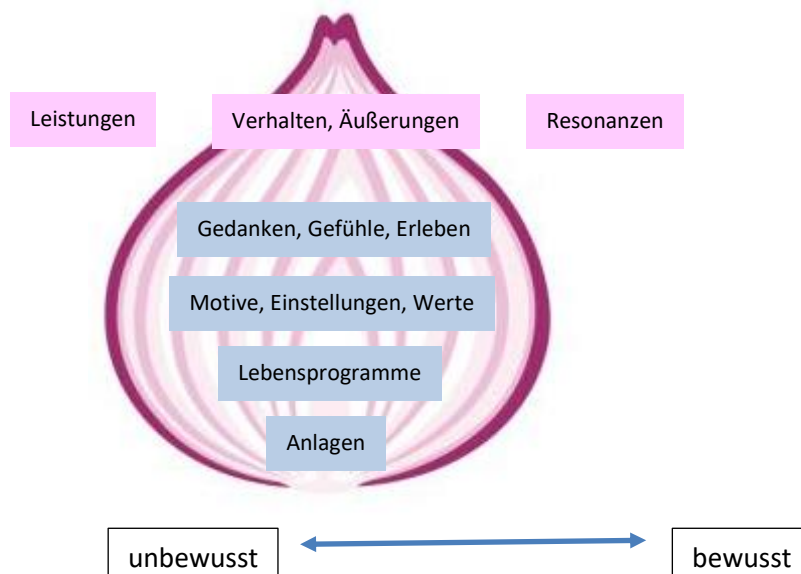 Leistungen
Verhalten, Äußerungen
Resonanzen
Gedanken, Gefühle, Erleben
Motive, Einstellungen, Werte
Lebensprogramme
Anlagen
unbewusst
bewusst